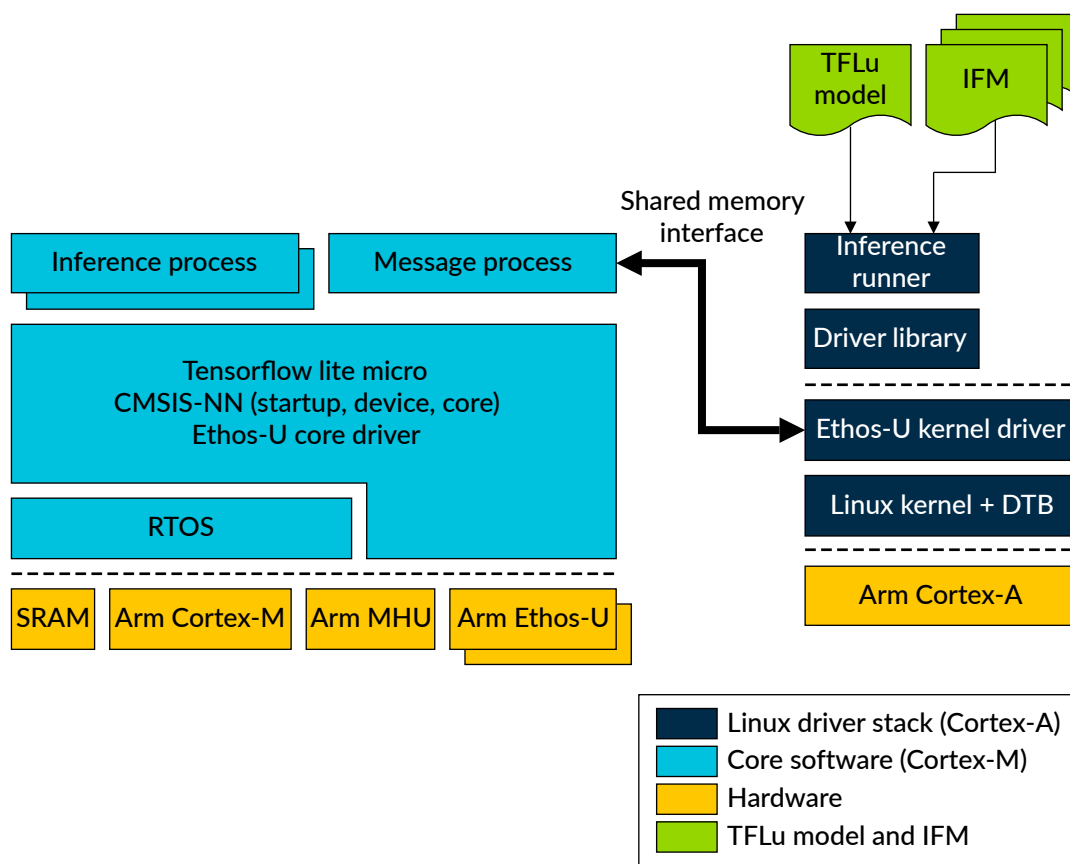 TFLu
model
IFM
Shared memory
interface
Inference process
Message process
Inference
runner
Driver library
Tensorflow lite micro
CMSIS-NN (startup, device, core)
Ethos-U core driver
Ethos-U kernel driver
RTOS
Linux kernel + DTB
SRAM
Arm Cortex-M
Arm MHU
Arm Ethos-U
Arm Cortex-A
Linux driver stack (Cortex-A)
Core software (Cortex-M)
Hardware
TFLu model and IFM